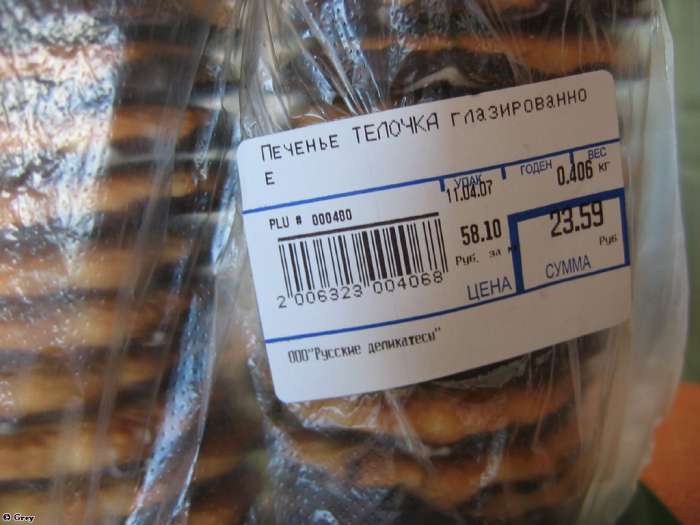 Печенье ТЕЛОЧКА глазированно
е
УПАК. ГОДЕН ВЕС
11.04.07 0.406 кг
PLU # 000480
58.10 23.59
Руб. за кг Руб
ЦЕНА СУММА
2 006323 004068
ООО"Русские деликатесы"
© Grey